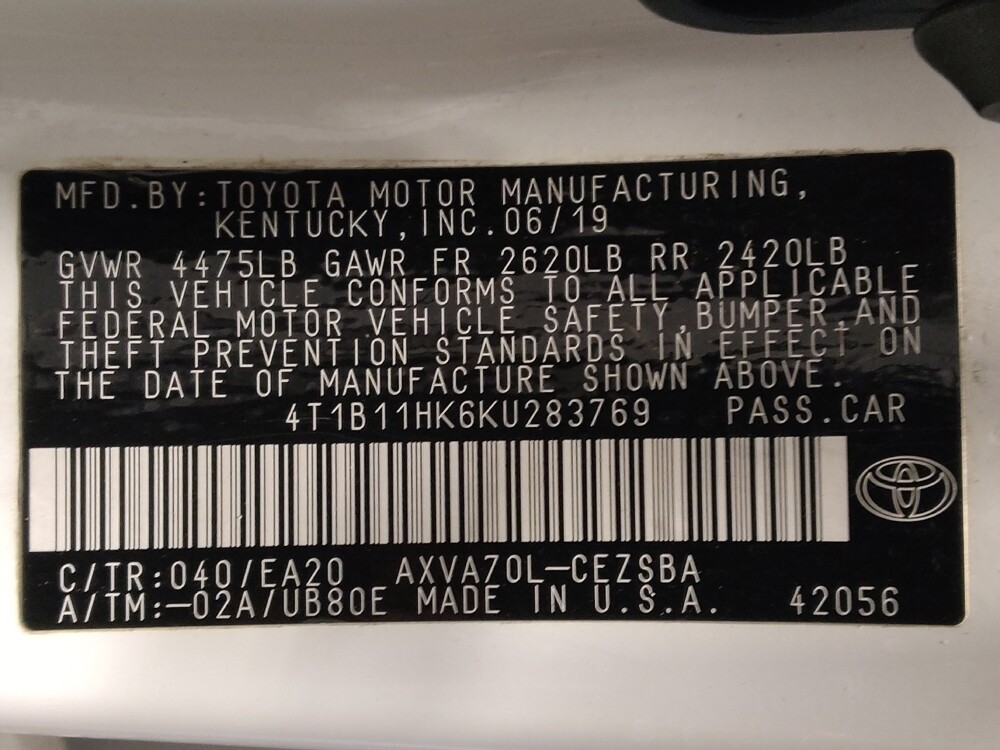 MFD.BY:TOYOTA MOTOR MANUFACTURING,
KENTUCKY,INC.06/19
GVWR 4475LB GAWR FR 2620LB RR 2420LB
THIS VEHICLE CONFORMS TO ALL APPLICABLE
FEDERAL MOTOR VEHICLE SAFETY,BUMPER,AND
THEFT PREVENTION STANDARDS IN EFFECT ON
THE DATE OF MANUFACTURE SHOWN ABOVE.
4T1B11HK6KU283769 PASS.CAR
C/TR:040/EA20 AXVA70L-CEZSBA
A/TM:-02A/UB80E MADE IN U.S.A. 42056